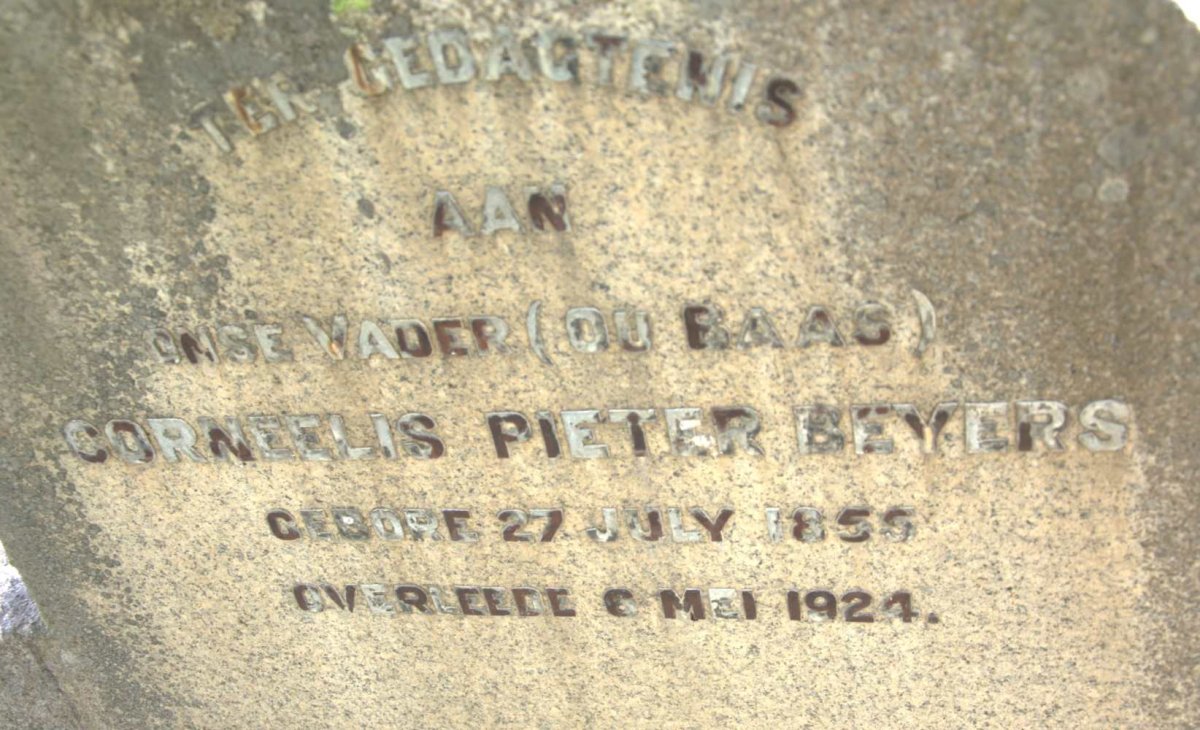 TER GEDAGTENIS
AAN
ONSE VADER (OU BAAS)
CORNEELIS PIETER BEYERS
GEBORE 27 JULY 1855
OVERLEEDE 6 MEI 1924.